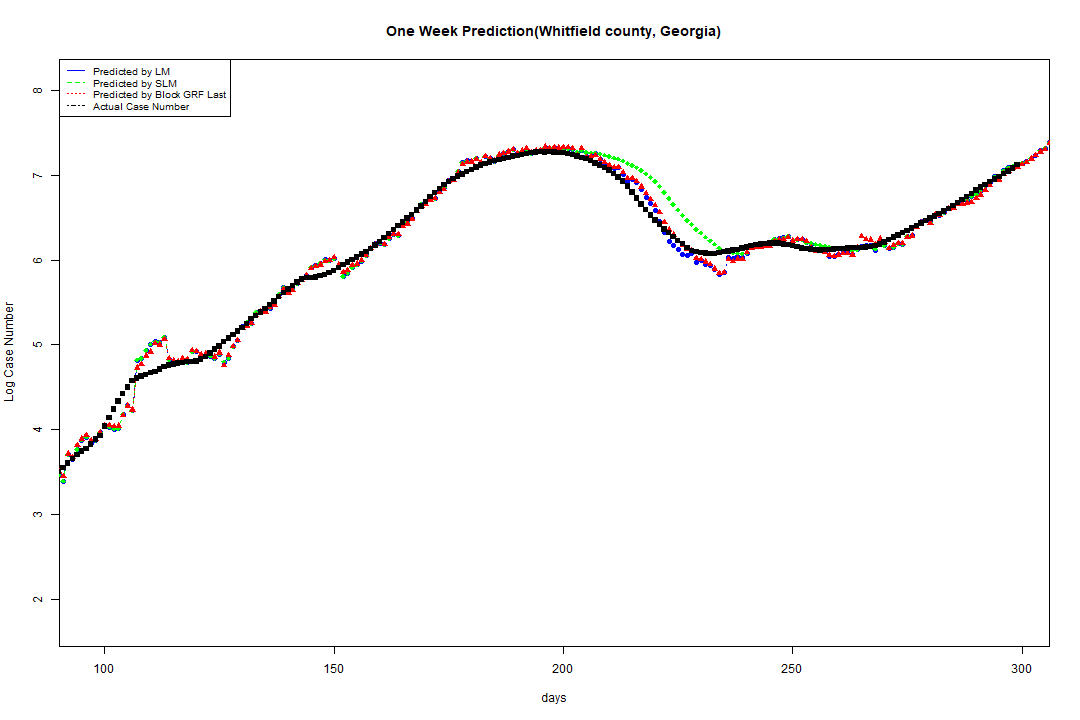 One Week Prediction(Whitfield county, Georgia)
Predicted by LM
Predicted by SLM
Predicted by Block GRF Last
Actual Case Number
8
7
6
5
4
3
2
Log Case Number
100 150 200 250 300
days